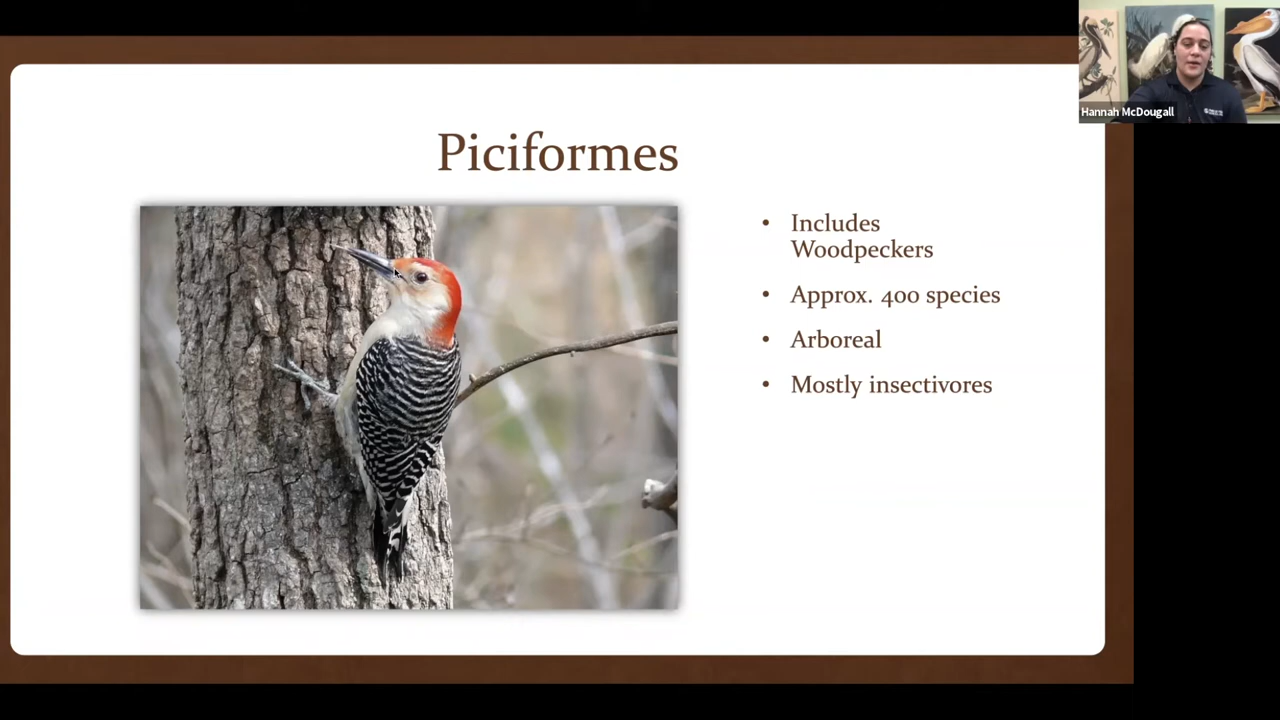 Hannah McDougall
Piciformes
• Includes
Woodpeckers
• Approx. 400 species
• Arboreal
• Mostly insectivores